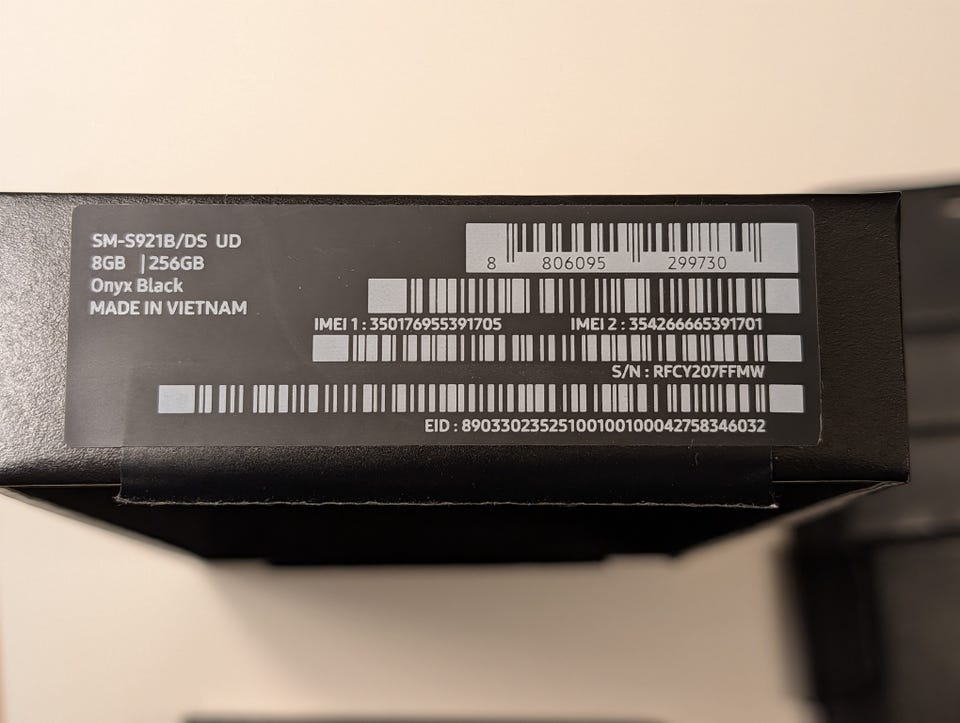 SM-S921B/DS UD
8GB | 256GB
Onyx Black
MADE IN VIETNAM
8 806095 299730
IMEI 1 : 350176955391705 IMEI 2 : 354266665391701
S/N : RFCY207FFMW
EID : 89033023525100100100042758346032